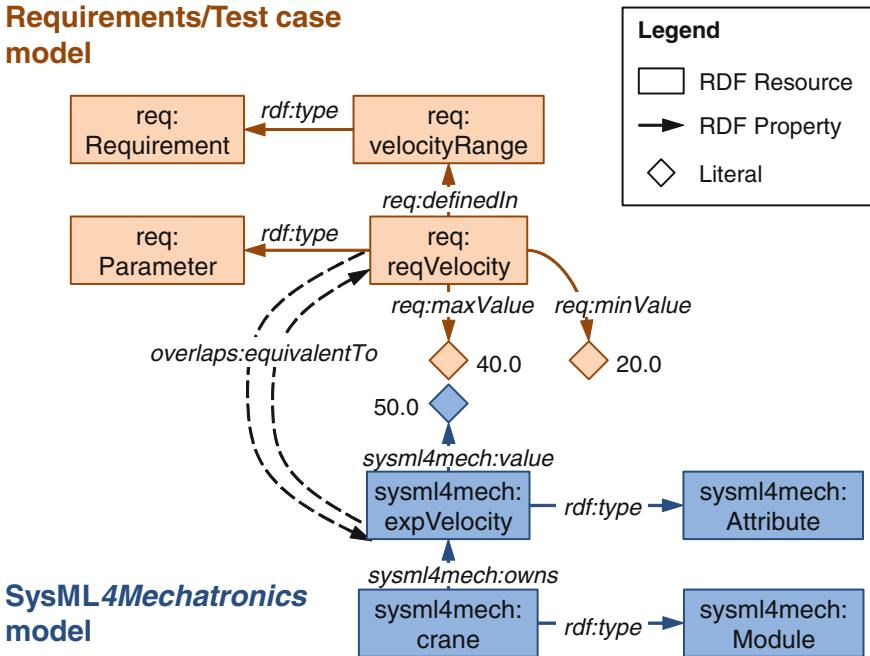 Requirements/Test case
model
Legend
RDF Resource
RDF Property
Literal
req:
Requirement
rdf:type
req:
velocityRange
req:definedIn
req:
Parameter
rdf:type
req:
reqVelocity
req:maxValue
req:minValue
overlaps:equivalentTo
40.0
20.0
50.0
sysml4mech:value
sysml4mech:
expVelocity
rdf:type
sysml4mech:
Attribute
sysml4mech:owns
SysML4Mechatronics
model
sysml4mech:
crane
rdf:type
sysml4mech:
Module